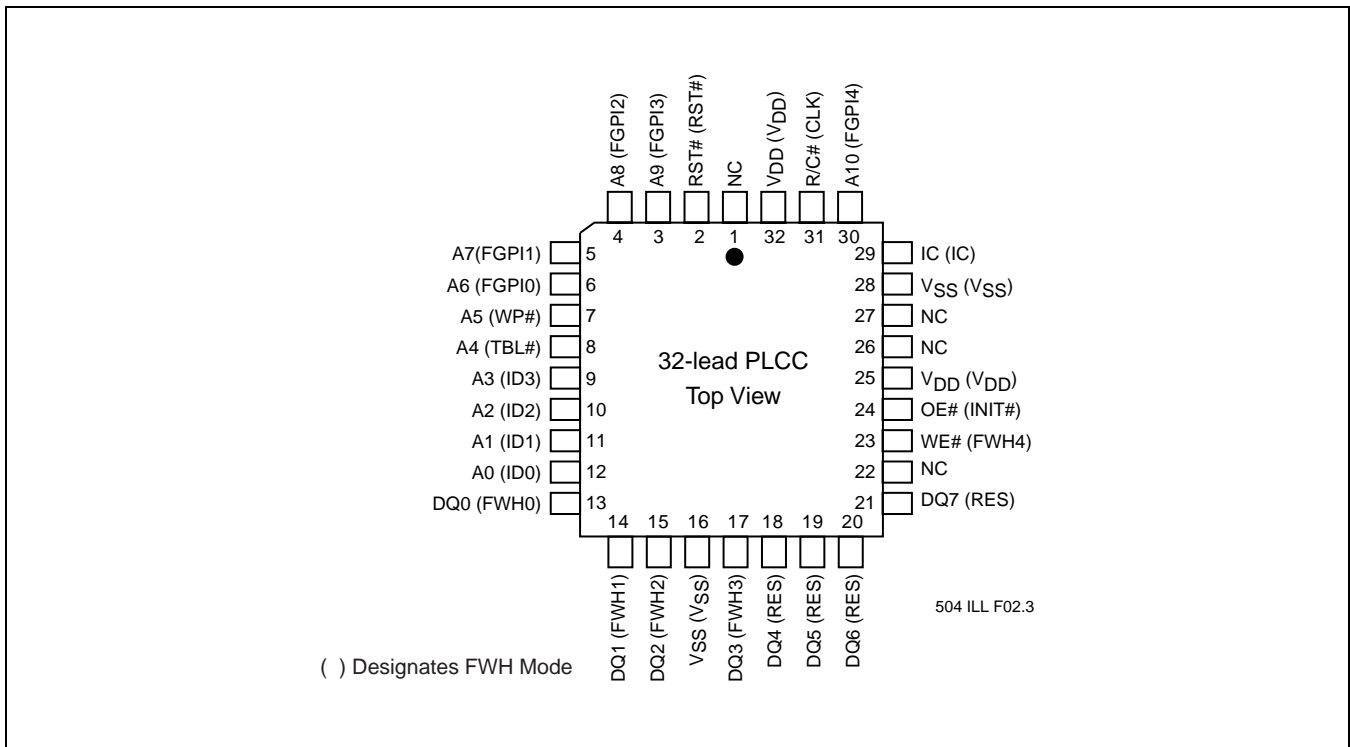 A8 (FGPI2)
A9 (FGPI3)
RST# (RST#)
NC
VDD (VDD)
R/C# (CLK)
A10 (FGPI4)
4
3
2
1
32
31
30
A7(FGPI1)
5
A6 (FGPI0)
6
A5 (WP#)
7
A4 (TBL#)
8
A3 (ID3)
9
A2 (ID2)
10
A1 (ID1)
11
A0 (ID0)
12
DQ0 (FWH0)
13
32-lead PLCC
Top View
29
IC (IC)
28
VSS (VSS)
27
NC
26
NC
25
VDD (VDD)
24
OE# (INIT#)
23
WE# (FWH4)
22
NC
21
DQ7 (RES)
14
15
16
17
18
19
20
DQ1 (FWH1)
DQ2 (FWH2)
VSS (VSS)
DQ3 (FWH3)
DQ4 (RES)
DQ5 (RES)
DQ6 (RES)
504 ILL F02.3
( ) Designates FWH Mode